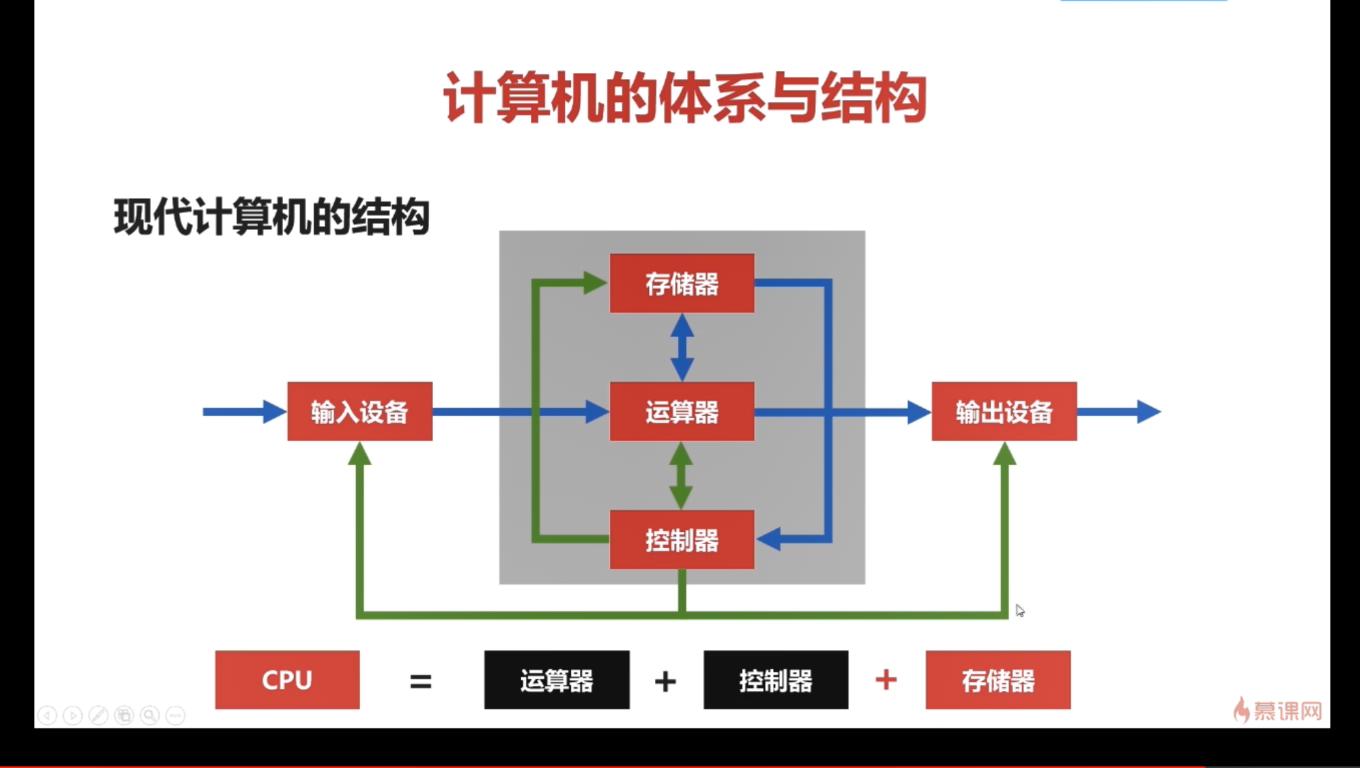 计算机的体系与结构
现代计算机的结构
存储器
输入设备
运算器
输出设备
控制器
CPU = 运算器 + 控制器 + 存储器
慕课网